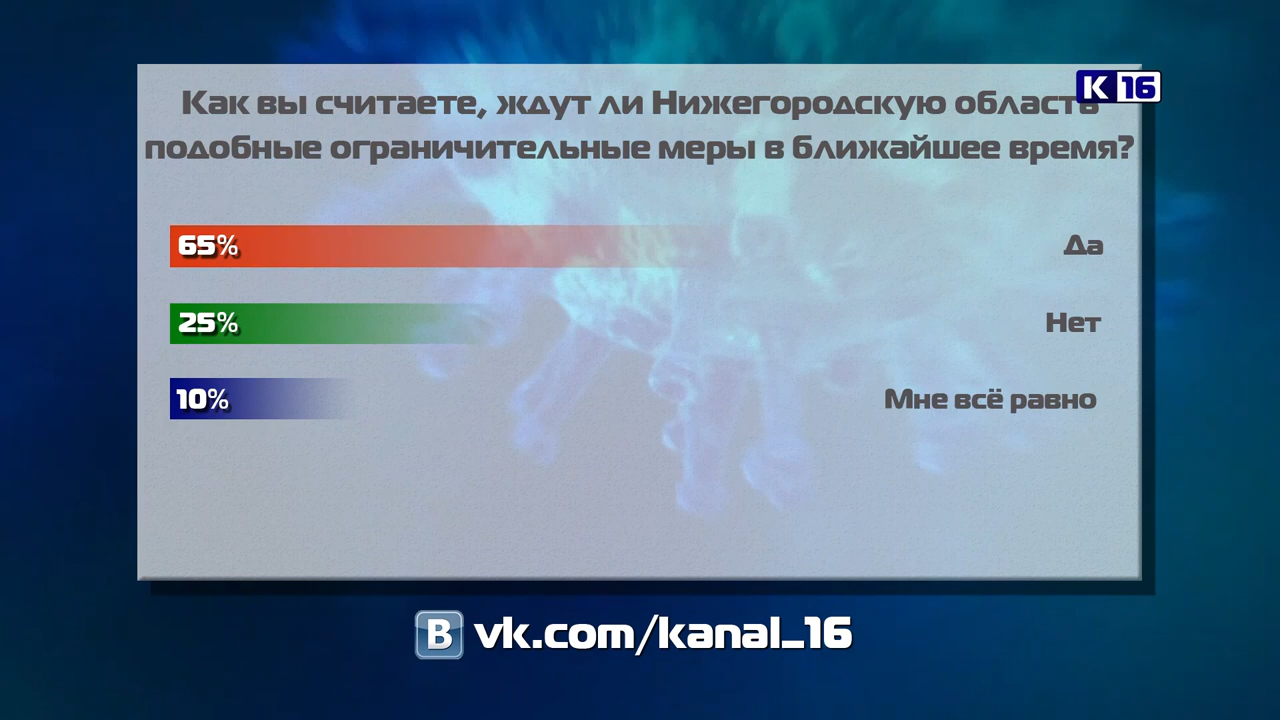 К 16
Как вы считаете, ждут ли Нижегородскую область
подобные ограничительные меры в ближайшее время?
65% Да
25% Нет
10% Мне всё равно
В vk.com/kanal_16